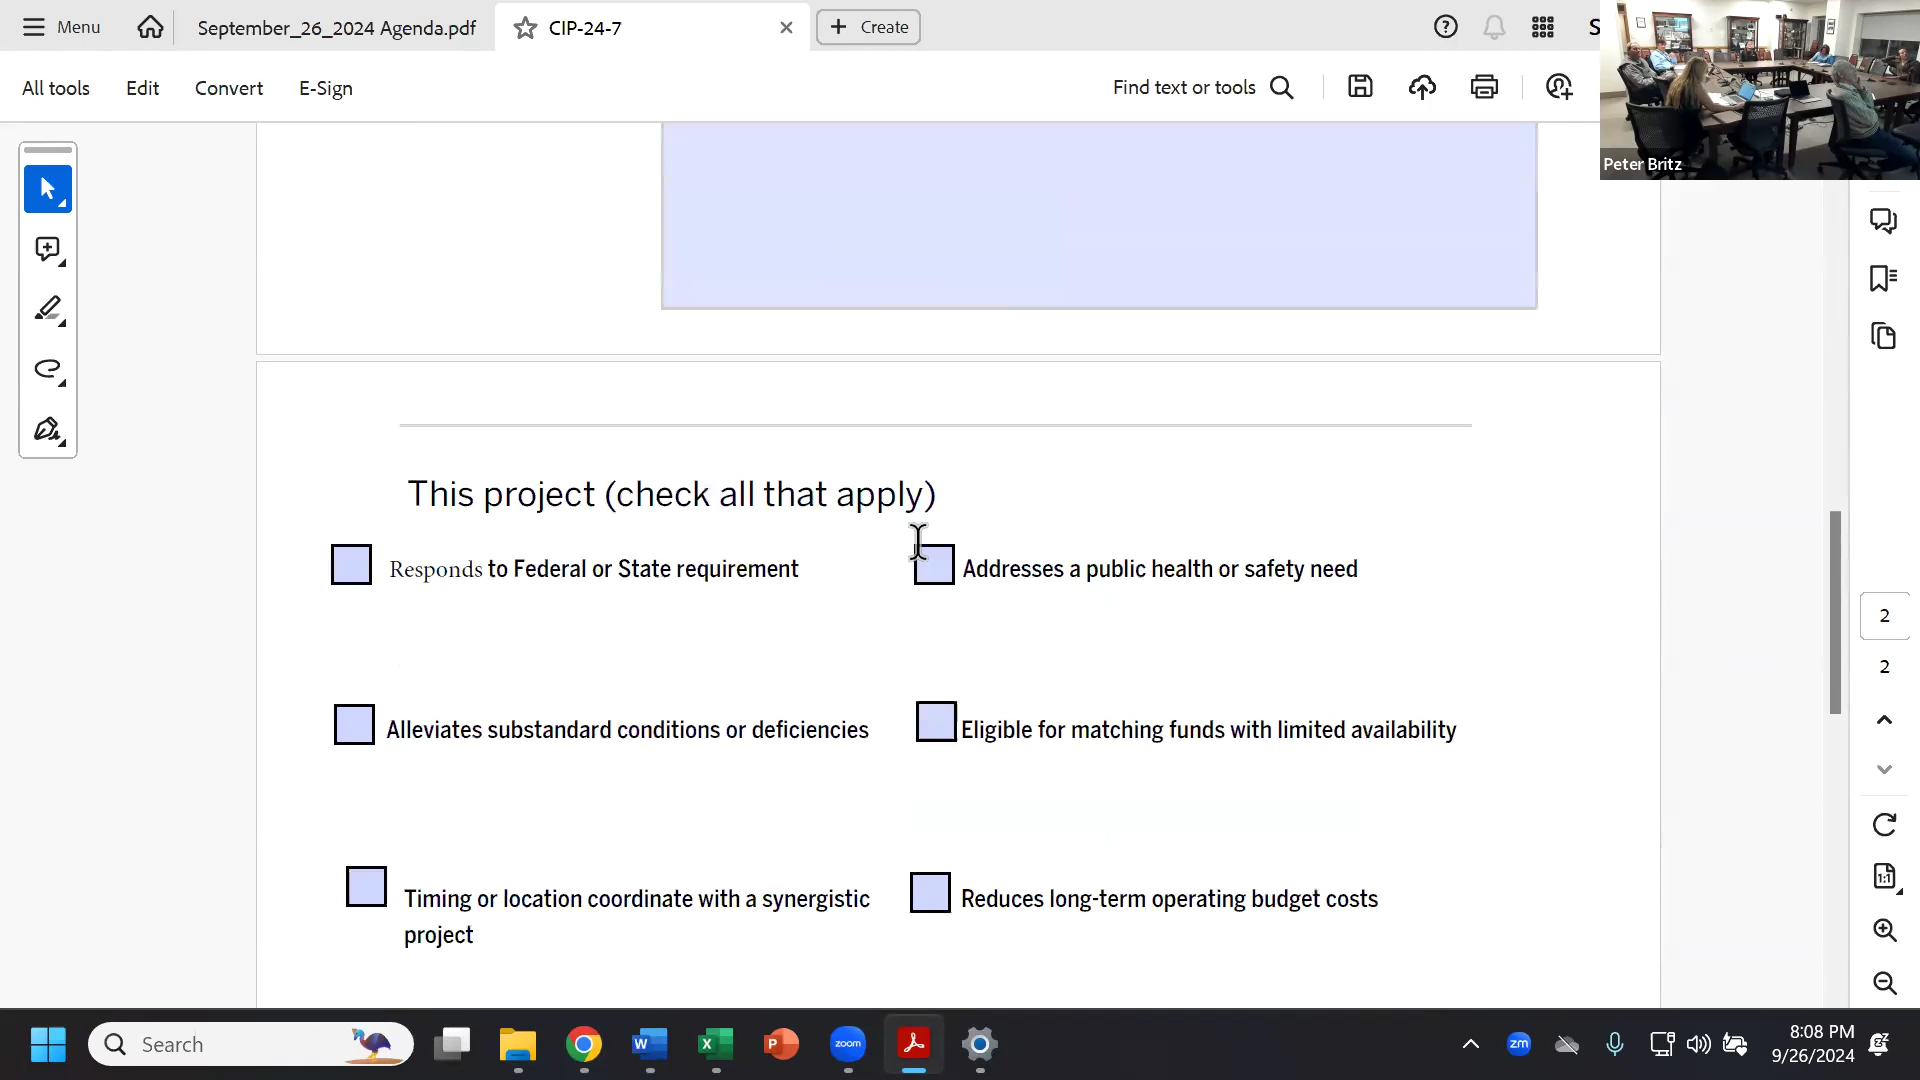 Menu
September_26_2024 Agenda.pdf
CIP-24-7
Create
All tools
Edit
Convert
E-Sign
Find text or tools
Peter Britz
This project (check all that apply)
Responds to Federal or State requirement
Addresses a public health or safety need
Alleviates substandard conditions or deficiencies
Eligible for matching funds with limited availability
Timing or location coordinate with a synergistic
project
Reduces long-term operating budget costs
2
2
1:1
Search
W
X
P
zoom
zm
8:08 PM
9/26/2024